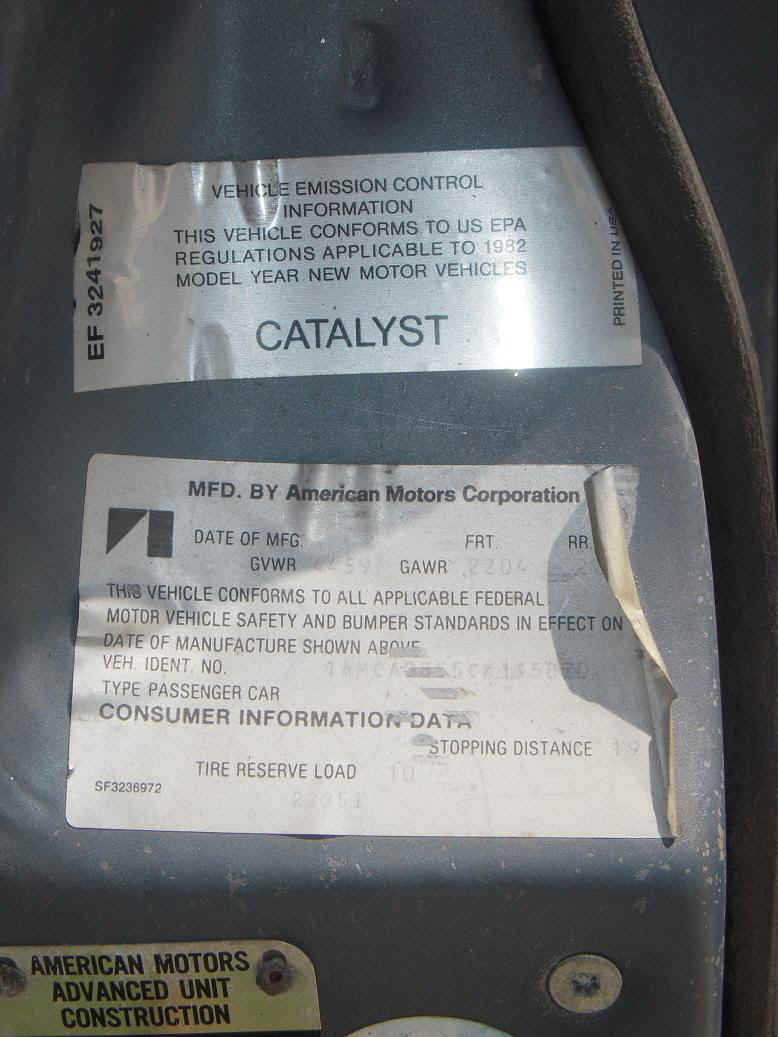 EF 3241927
VEHICLE EMISSION CONTROL
INFORMATION
THIS VEHICLE CONFORMS TO US EPA
REGULATIONS APPLICABLE TO 1982
MODEL YEAR NEW MOTOR VEHICLES
CATALYST
PRINTED IN USA
MFD. BY American Motors Corporation
DATE OF MFG. FRT. RR.
GVWR GAWR 2204
THIS VEHICLE CONFORMS TO ALL APPLICABLE FEDERAL
MOTOR VEHICLE SAFETY AND BUMPER STANDARDS IN EFFECT ON
DATE OF MANUFACTURE SHOWN ABOVE
VEH. IDENT. NO.
TYPE PASSENGER CAR
CONSUMER INFORMATION DATA
STOPPING DISTANCE
TIRE RESERVE LOAD 10
SF3236972
AMERICAN MOTORS
ADVANCED UNIT
CONSTRUCTION